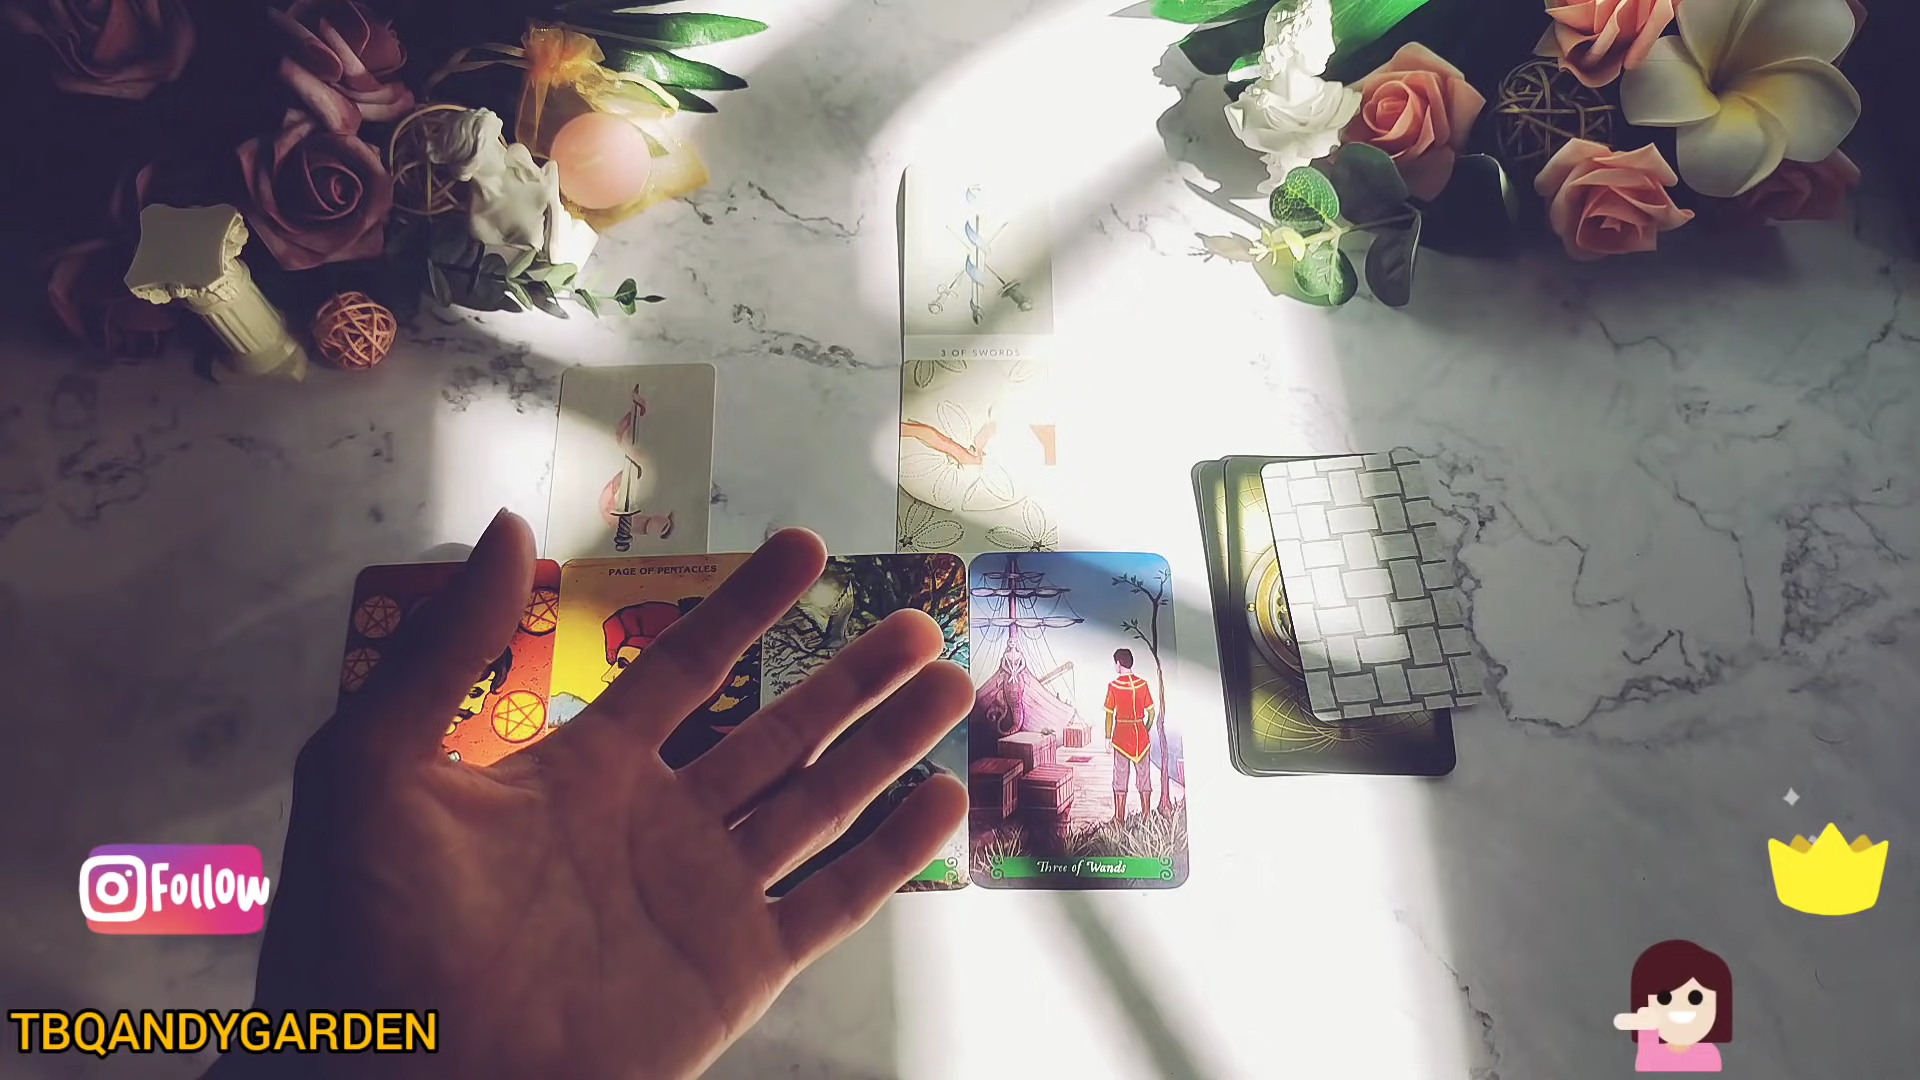 3 OF SWORDS
PAGE OF PENTACLES
Three of Wands
Follow
TBQANDYGARDEN